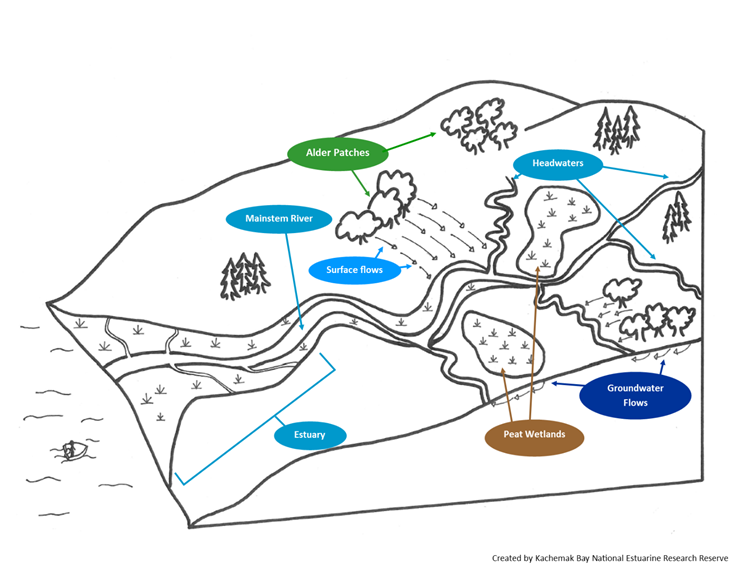 Alder Patches
Headwaters
Mainstem River
Surface flows
Groundwater
Flows
Estuary
Peat Wetlands
Created by Kachemak Bay National Estuarine Research Reserve